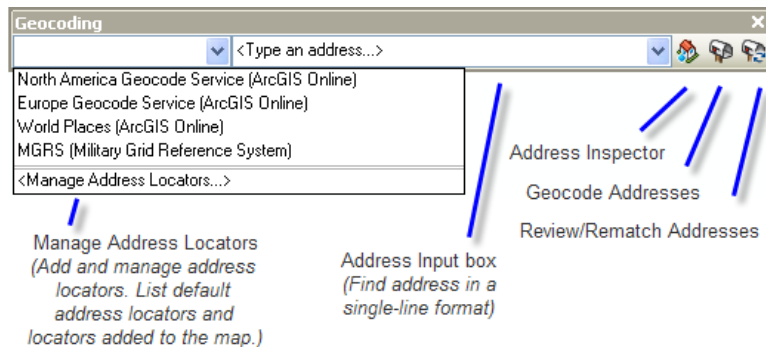 Geocoding
<Type an address...>
North America Geocode Service (ArcGIS Online)
Europe Geocode Service (ArcGIS Online)
World Places (ArcGIS Online)
MGRS (Military Grid Reference System)
<Manage Address Locators...>
Address Inspector
Geocode Addresses
Review/Rematch Addresses
Manage Address Locators
(Add and manage address
locators. List default
address locators and
locators added to the map.)
Address Input box
(Find address in a
single-line format)